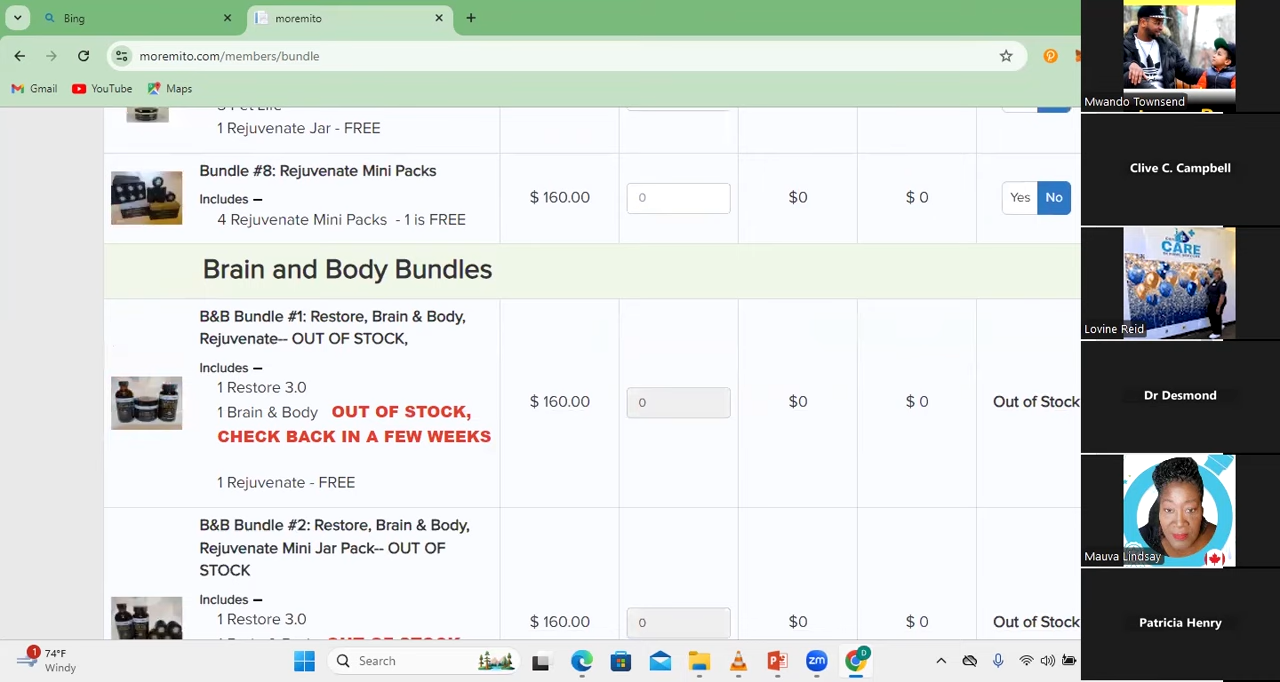 Bing
moremito
moremito.com/members/bundle
Gmail
YouTube
Maps
1 Rejuvenate Jar - FREE
Bundle #8: Rejuvenate Mini Packs
Includes –
4 Rejuvenate Mini Packs - 1 is FREE
$ 160.00
0
$0
$ 0
Yes
No
Brain and Body Bundles
B&B Bundle #1: Restore, Brain & Body,
Rejuvenate-- OUT OF STOCK,
Includes –
1 Restore 3.0
1 Brain & Body OUT OF STOCK,
CHECK BACK IN A FEW WEEKS
1 Rejuvenate - FREE
$ 160.00
0
$0
$ 0
Out of Stock
B&B Bundle #2: Restore, Brain & Body,
Rejuvenate Mini Jar Pack-- OUT OF
STOCK
Includes –
1 Restore 3.0
$ 160.00
0
$0
$ 0
Out of Stock
Mwando Townsend
Clive C. Campbell
CARE
Lovine Reid
Dr Desmond
Mauva Lindsay
Patricia Henry
1
74°F
Windy
Search
zm
D